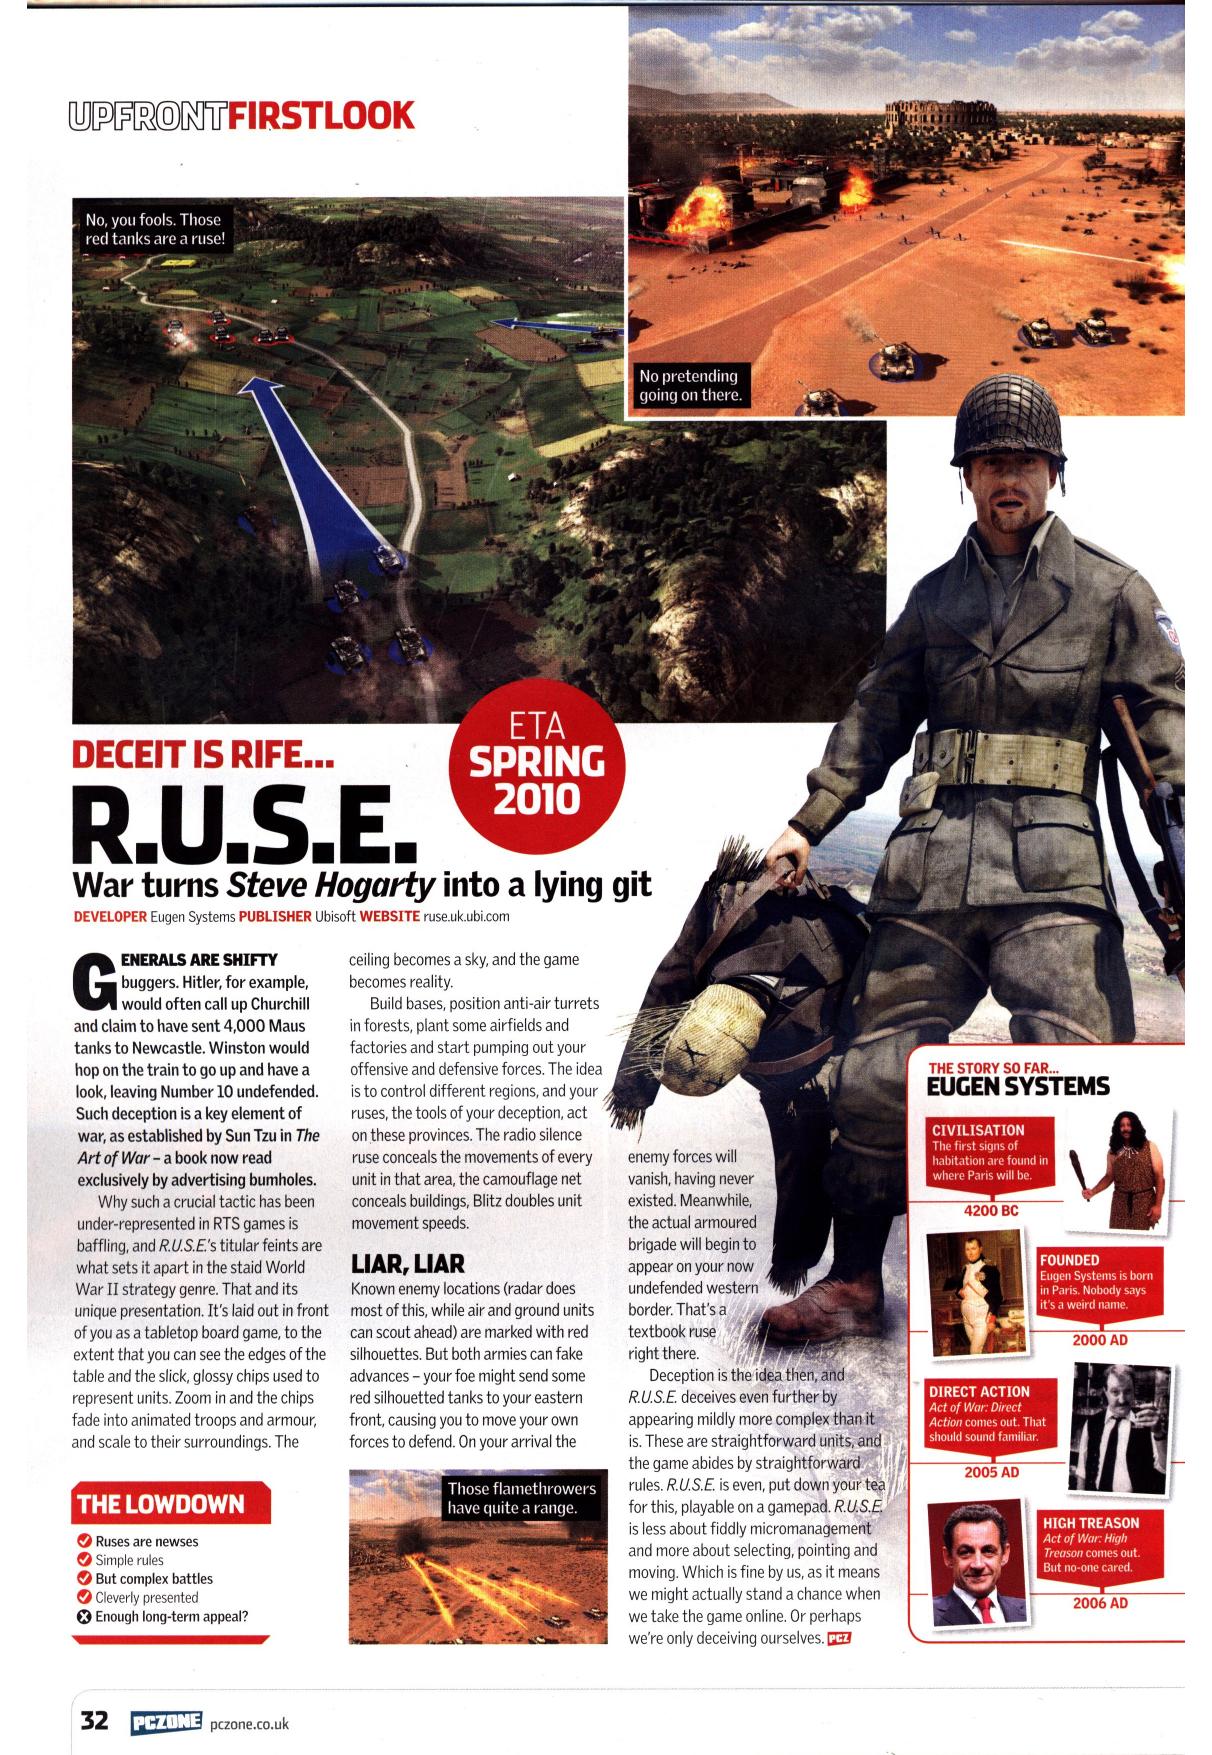 UPFRONTFIRSTLOOK
No, you fools. Those
red tanks are a ruse!
No pretending
going on there.
ETA
SPRING
2010
DECEIT IS RIFE...
R.U.S.E.
War turns Steve Hogarty into a lying git
DEVELOPER Eugen Systems PUBLISHER Ubisoft WEBSITE ruse.uk.ubi.com
GENERALS ARE SHIFTY
buggers. Hitler, for example,
would often call up Churchill
and claim to have sent 4,000 Maus
tanks to Newcastle. Winston would
hop on the train to go up and have a
look, leaving Number 10 undefended.
Such deception is a key element of
war, as established by Sun Tzu in The
Art of War – a book now read
exclusively by advertising bumholes.
Why such a crucial tactic has been
under-represented in RTS games is
baffling, and R.U.S.E.'s titular feints are
what sets it apart in the staid World
War II strategy genre. That and its
unique presentation. It's laid out in front
of you as a tabletop board game, to the
extent that you can see the edges of the
table and the slick, glossy chips used to
represent units. Zoom in and the chips
fade into animated troops and armour,
and scale to their surroundings. The
ceiling becomes a sky, and the game
becomes reality.
Build bases, position anti-air turrets
in forests, plant some airfields and
factories and start pumping out your
offensive and defensive forces. The idea
is to control different regions, and your
ruses, the tools of your deception, act
on these provinces. The radio silence
ruse conceals the movements of every
unit in that area, the camouflage net
conceals buildings, Blitz doubles unit
movement speeds.
LIAR, LIAR
Known enemy locations (radar does
most of this, while air and ground units
can scout ahead) are marked with red
silhouettes. But both armies can fake
advances – your foe might send some
red silhouetted tanks to your eastern
front, causing you to move your own
forces to defend. On your arrival the
enemy forces will
vanish, having never
existed. Meanwhile,
the actual armoured
brigade will begin to
appear on your now
undefended western
border. That's a
textbook ruse
right there.
Deception is the idea then, and
R.U.S.E. deceives even further by
appearing mildly more complex than it
is. These are straightforward units, and
the game abides by straightforward
rules. R.U.S.E. is even, put down your tea
for this, playable on a gamepad. R.U.S.E.
is less about fiddly micromanagement
and more about selecting, pointing and
moving. Which is fine by us, as it means
we might actually stand a chance when
we take the game online. Or perhaps
we're only deceiving ourselves. PCZ
THE LOWDOWN
Ruses are newses
Simple rules
But complex battles
Cleverly presented
Enough long-term appeal?
Those flamethrowers
have quite a range.
THE STORY SO FAR...
EUGEN SYSTEMS
CIVILISATION
The first signs of
habitation are found in
where Paris will be.
4200 BC
FOUNDED
Eugen Systems is born
in Paris. Nobody says
it's a weird name.
2000 AD
DIRECT ACTION
Act of War: Direct
Action comes out. That
should sound familiar.
2005 AD
HIGH TREASON
Act of War: High
Treason comes out.
But no-one cared.
2006 AD
32 PCZONE pczone.co.uk